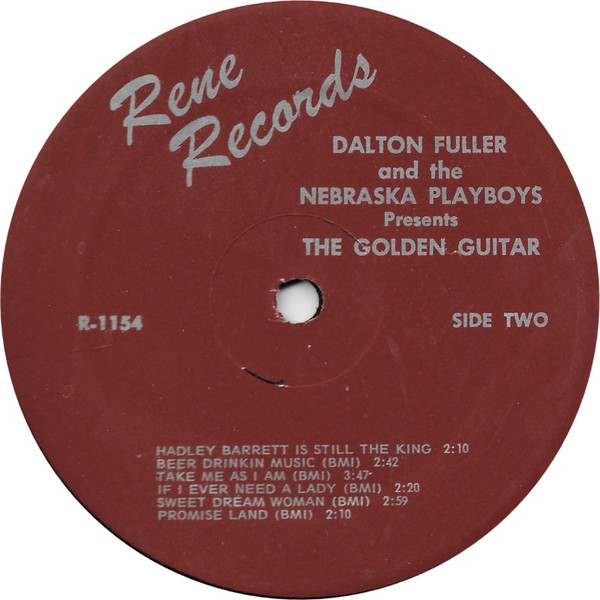 Rene
Records
DALTON FULLER
and the
NEBRASKA PLAYBOYS
Presents
THE GOLDEN GUITAR
R-1154
SIDE TWO
HADLEY BARRETT IS STILL THE KING 2:10
BEER DRINKIN MUSIC (BMI) 2:42
TAKE ME AS I AM (BMI) 3:47
IF I EVER NEED A LADY (BMI) 2:20
SWEET DREAM WOMAN (BMI) 2:59
PROMISE LAND (BMI) 2:10